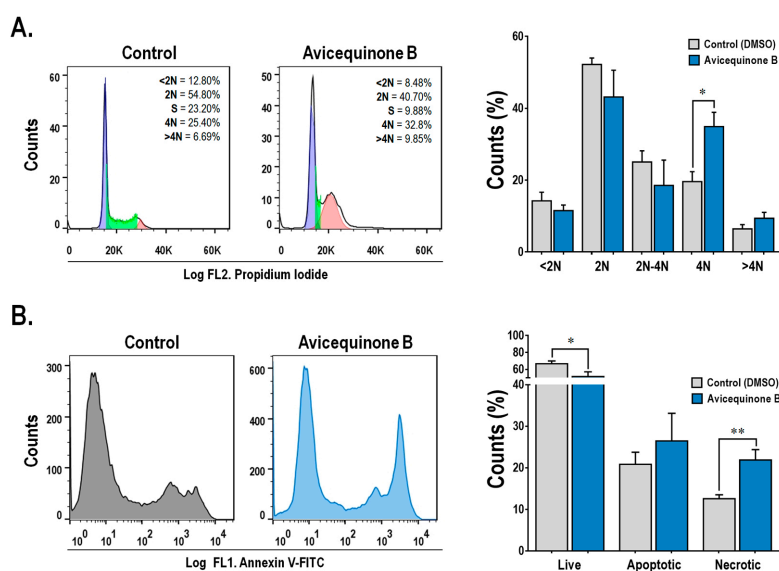 A.
Control
<2N = 12.80%
2N = 54.80%
S = 23.20%
4N = 25.40%
>4N = 6.69%
60
40
20
0
Counts
0 20K 40K 60K
Avicequinone B
<2N = 8.48%
2N = 40.70%
S = 9.88%
4N = 32.8%
>4N = 9.85%
50
40
30
20
10
0
0 20K 40K 60K
Log FL2. Propidium Iodide
Control (DMSO)
Avicequinone B
*
Counts (%)
60
40
20
0
<2N 2N 2N-4N 4N >4N
B.
Control
300
200
100
0
Counts
10^0 10^1 10^2 10^3 10^4
Avicequinone B
600
400
200
0
10^0 10^1 10^2 10^3 10^4
Log FL1. Annexin V-FITC
*
Control (DMSO)
Avicequinone B
**
Counts (%)
100
80
60
40
30
20
10
0
Live Apoptotic Necrotic